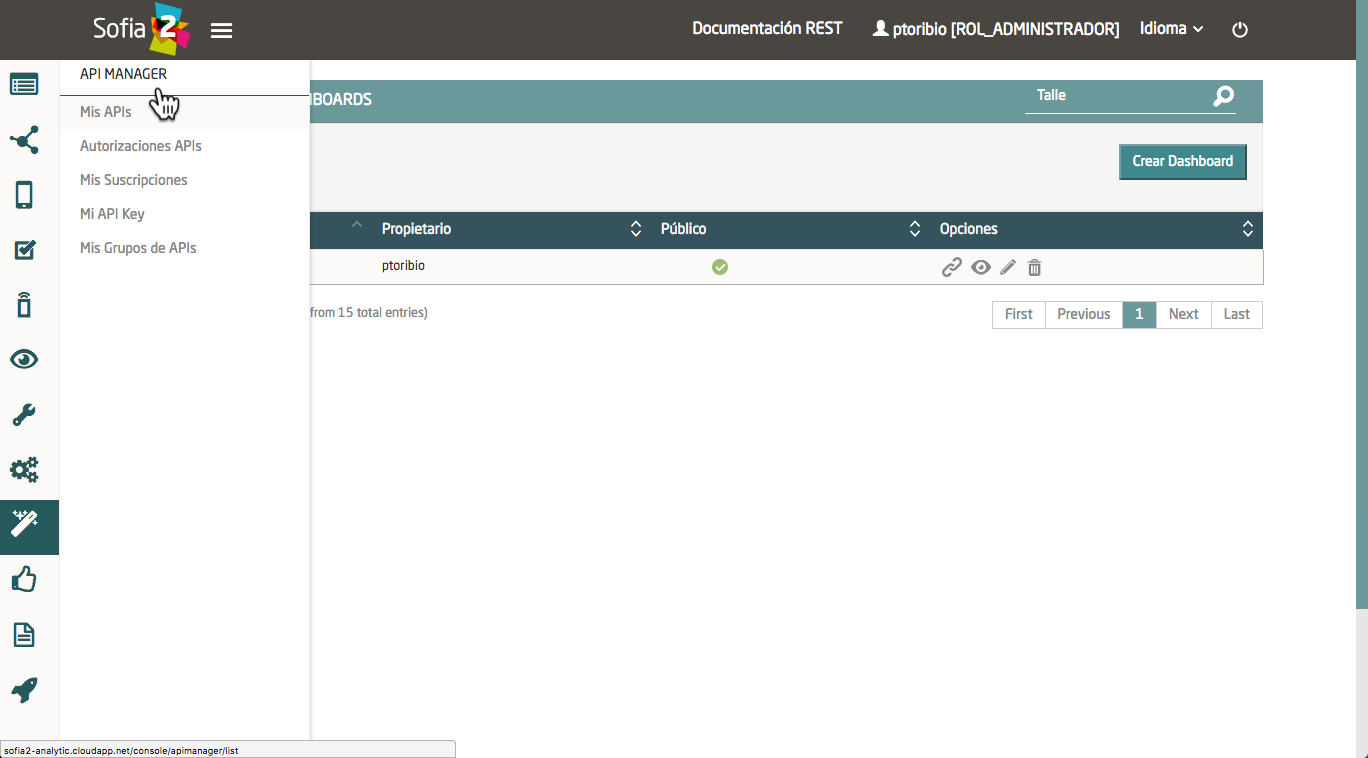 Sofia 2
Documentación REST
ptoribio [ROL_ADMINISTRADOR]
Idioma
API MANAGER
Mis APIs
Autorizaciones APIs
Mis Suscripciones
Mi API Key
Mis Grupos de APIs
BOARDS
Talle
Crear Dashboard
Propietario
Público
Opciones
ptoribio
from 15 total entries)
First
Previous
1
Next
Last
sofia2-analytic.cloudapp.net/console/apimanager/list